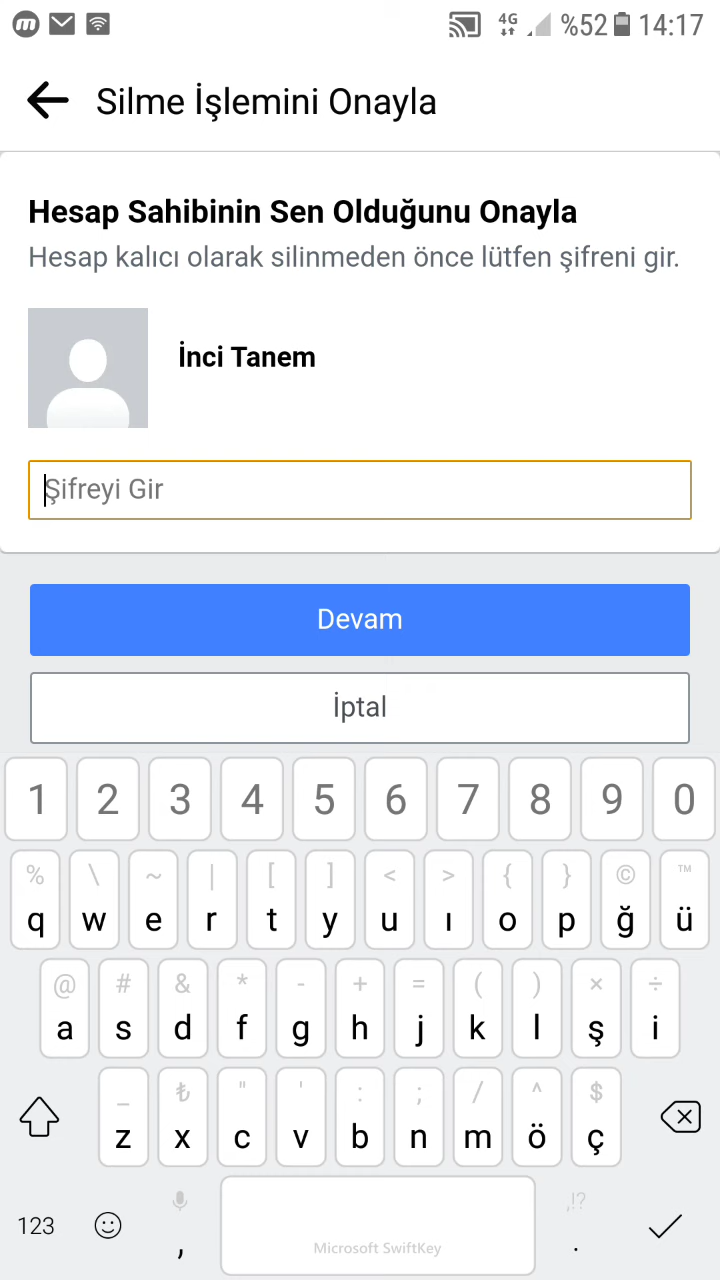 4G %52 14:17
Silme İşlemini Onayla
Hesap Sahibinin Sen Olduğunu Onayla
Hesap kalıcı olarak silinmeden önce lütfen şifreni gir.
İnci Tanem
Şifreyi Gir
Devam
İptal
1 2 3 4 5 6 7 8 9 0
% \ ~ | [ ] < > { } © ™
q w e r t y u ı o p ğ ü
@ # & * - + = ( ) × ÷
a s d f g h j k l ş i
_ ₺ " ' : ; / ^ $
z x c v b n m ö ç
123 , Microsoft SwiftKey ,!? .